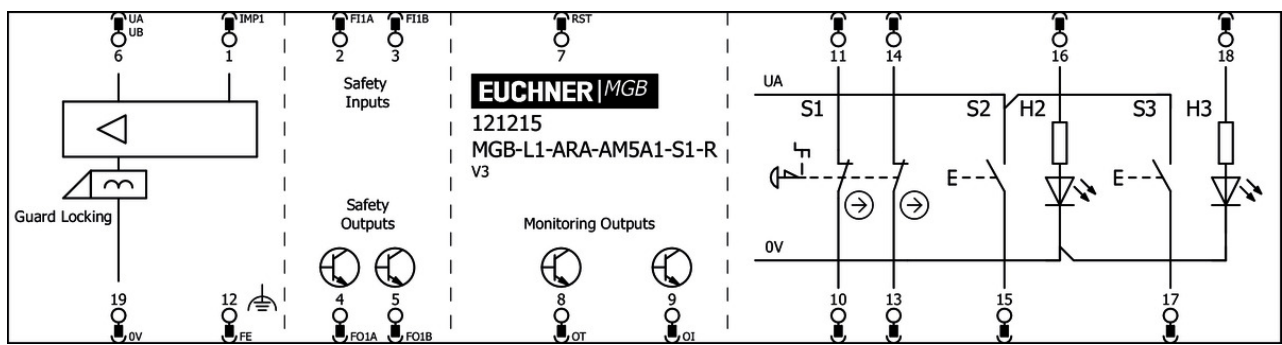 UA
UB
IMP1
FI1A
FI1B
RST
6
1
2
3
7
11
14
16
18
Safety
Inputs
EUCHNER MGB
121215
MGB-L1-ARA-AM5A1-S1-R
V3
UA
S1
S2
H2
S3
H3
E
E
Guard Locking
Safety
Outputs
Monitoring Outputs
0V
19
12
4
5
8
9
10
13
15
17
0V
FE
FO1A
FO1B
OT
OI